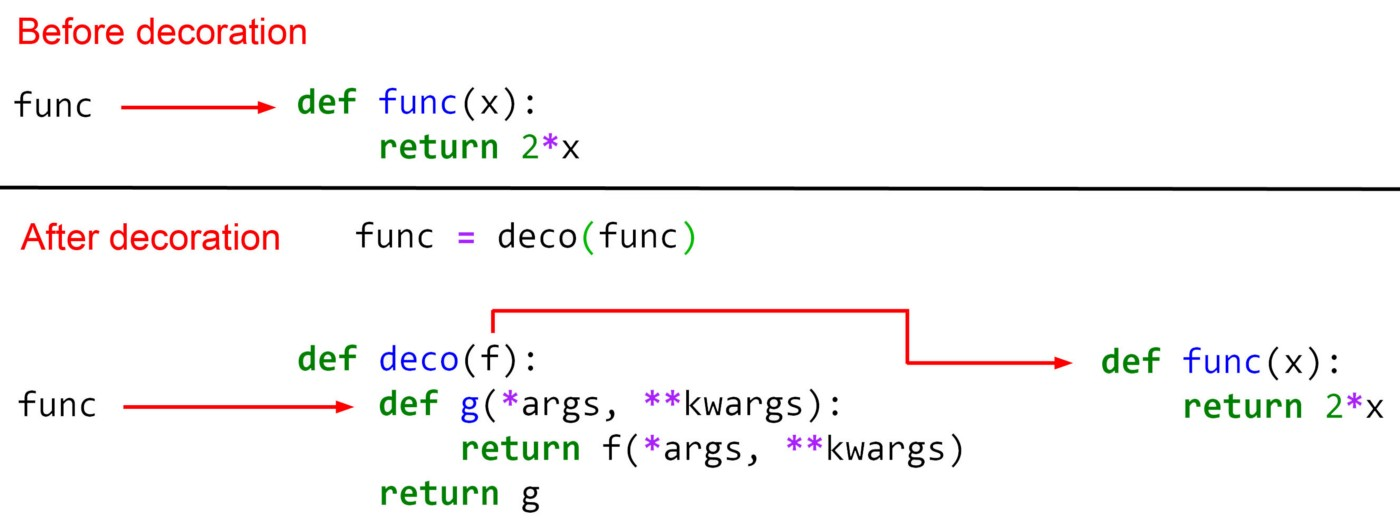 Before decoration
func def func(x):
return 2*x
After decoration func = deco(func)
def deco(f): def func(x):
func def g(*args, **kwargs): return 2*x
return f(*args, **kwargs)
return g